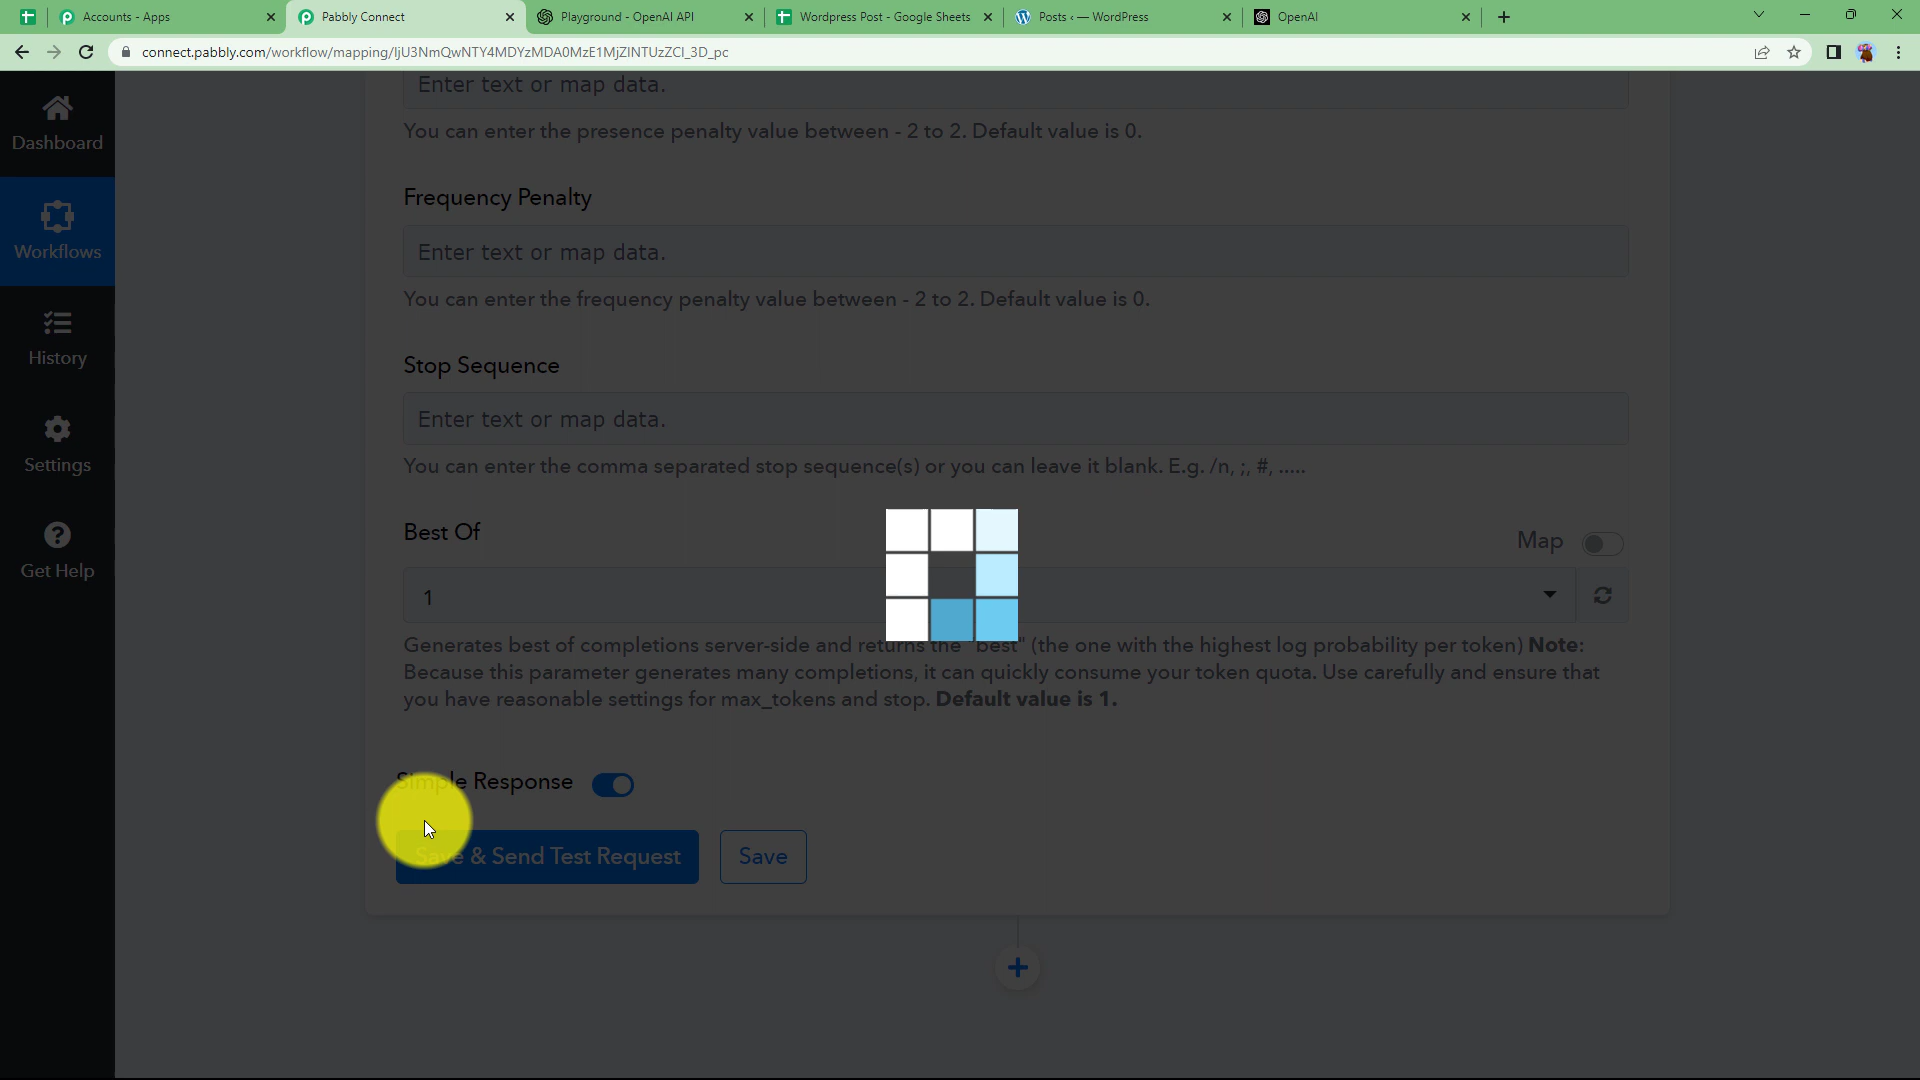 Accounts - Apps
Pabbly Connect
Playground - OpenAI API
Wordpress Post - Google Sheets
Posts ‹ — WordPress
OpenAI
connect.pabbly.com/workflow/mapping/IjU3NmQwNTY4MDYzMDA0MzE1MjZlNTUzZCI_3D_pc
Dashboard
Workflows
History
Settings
Get Help
Enter text or map data.
You can enter the presence penalty value between - 2 to 2. Default value is 0.
Frequency Penalty
Enter text or map data.
You can enter the frequency penalty value between - 2 to 2. Default value is 0.
Stop Sequence
Enter text or map data.
You can enter the comma separated stop sequence(s) or you can leave it blank. E.g. /n, ;, #, .....
Best Of
Map
1
Generates best of completions server-side and returns the "best" (the one with the highest log probability per token) Note:
Because this parameter generates many completions, it can quickly consume your token quota. Use carefully and ensure that
you have reasonable settings for max_tokens and stop. Default value is 1.
Simple Response
Save & Send Test Request
Save